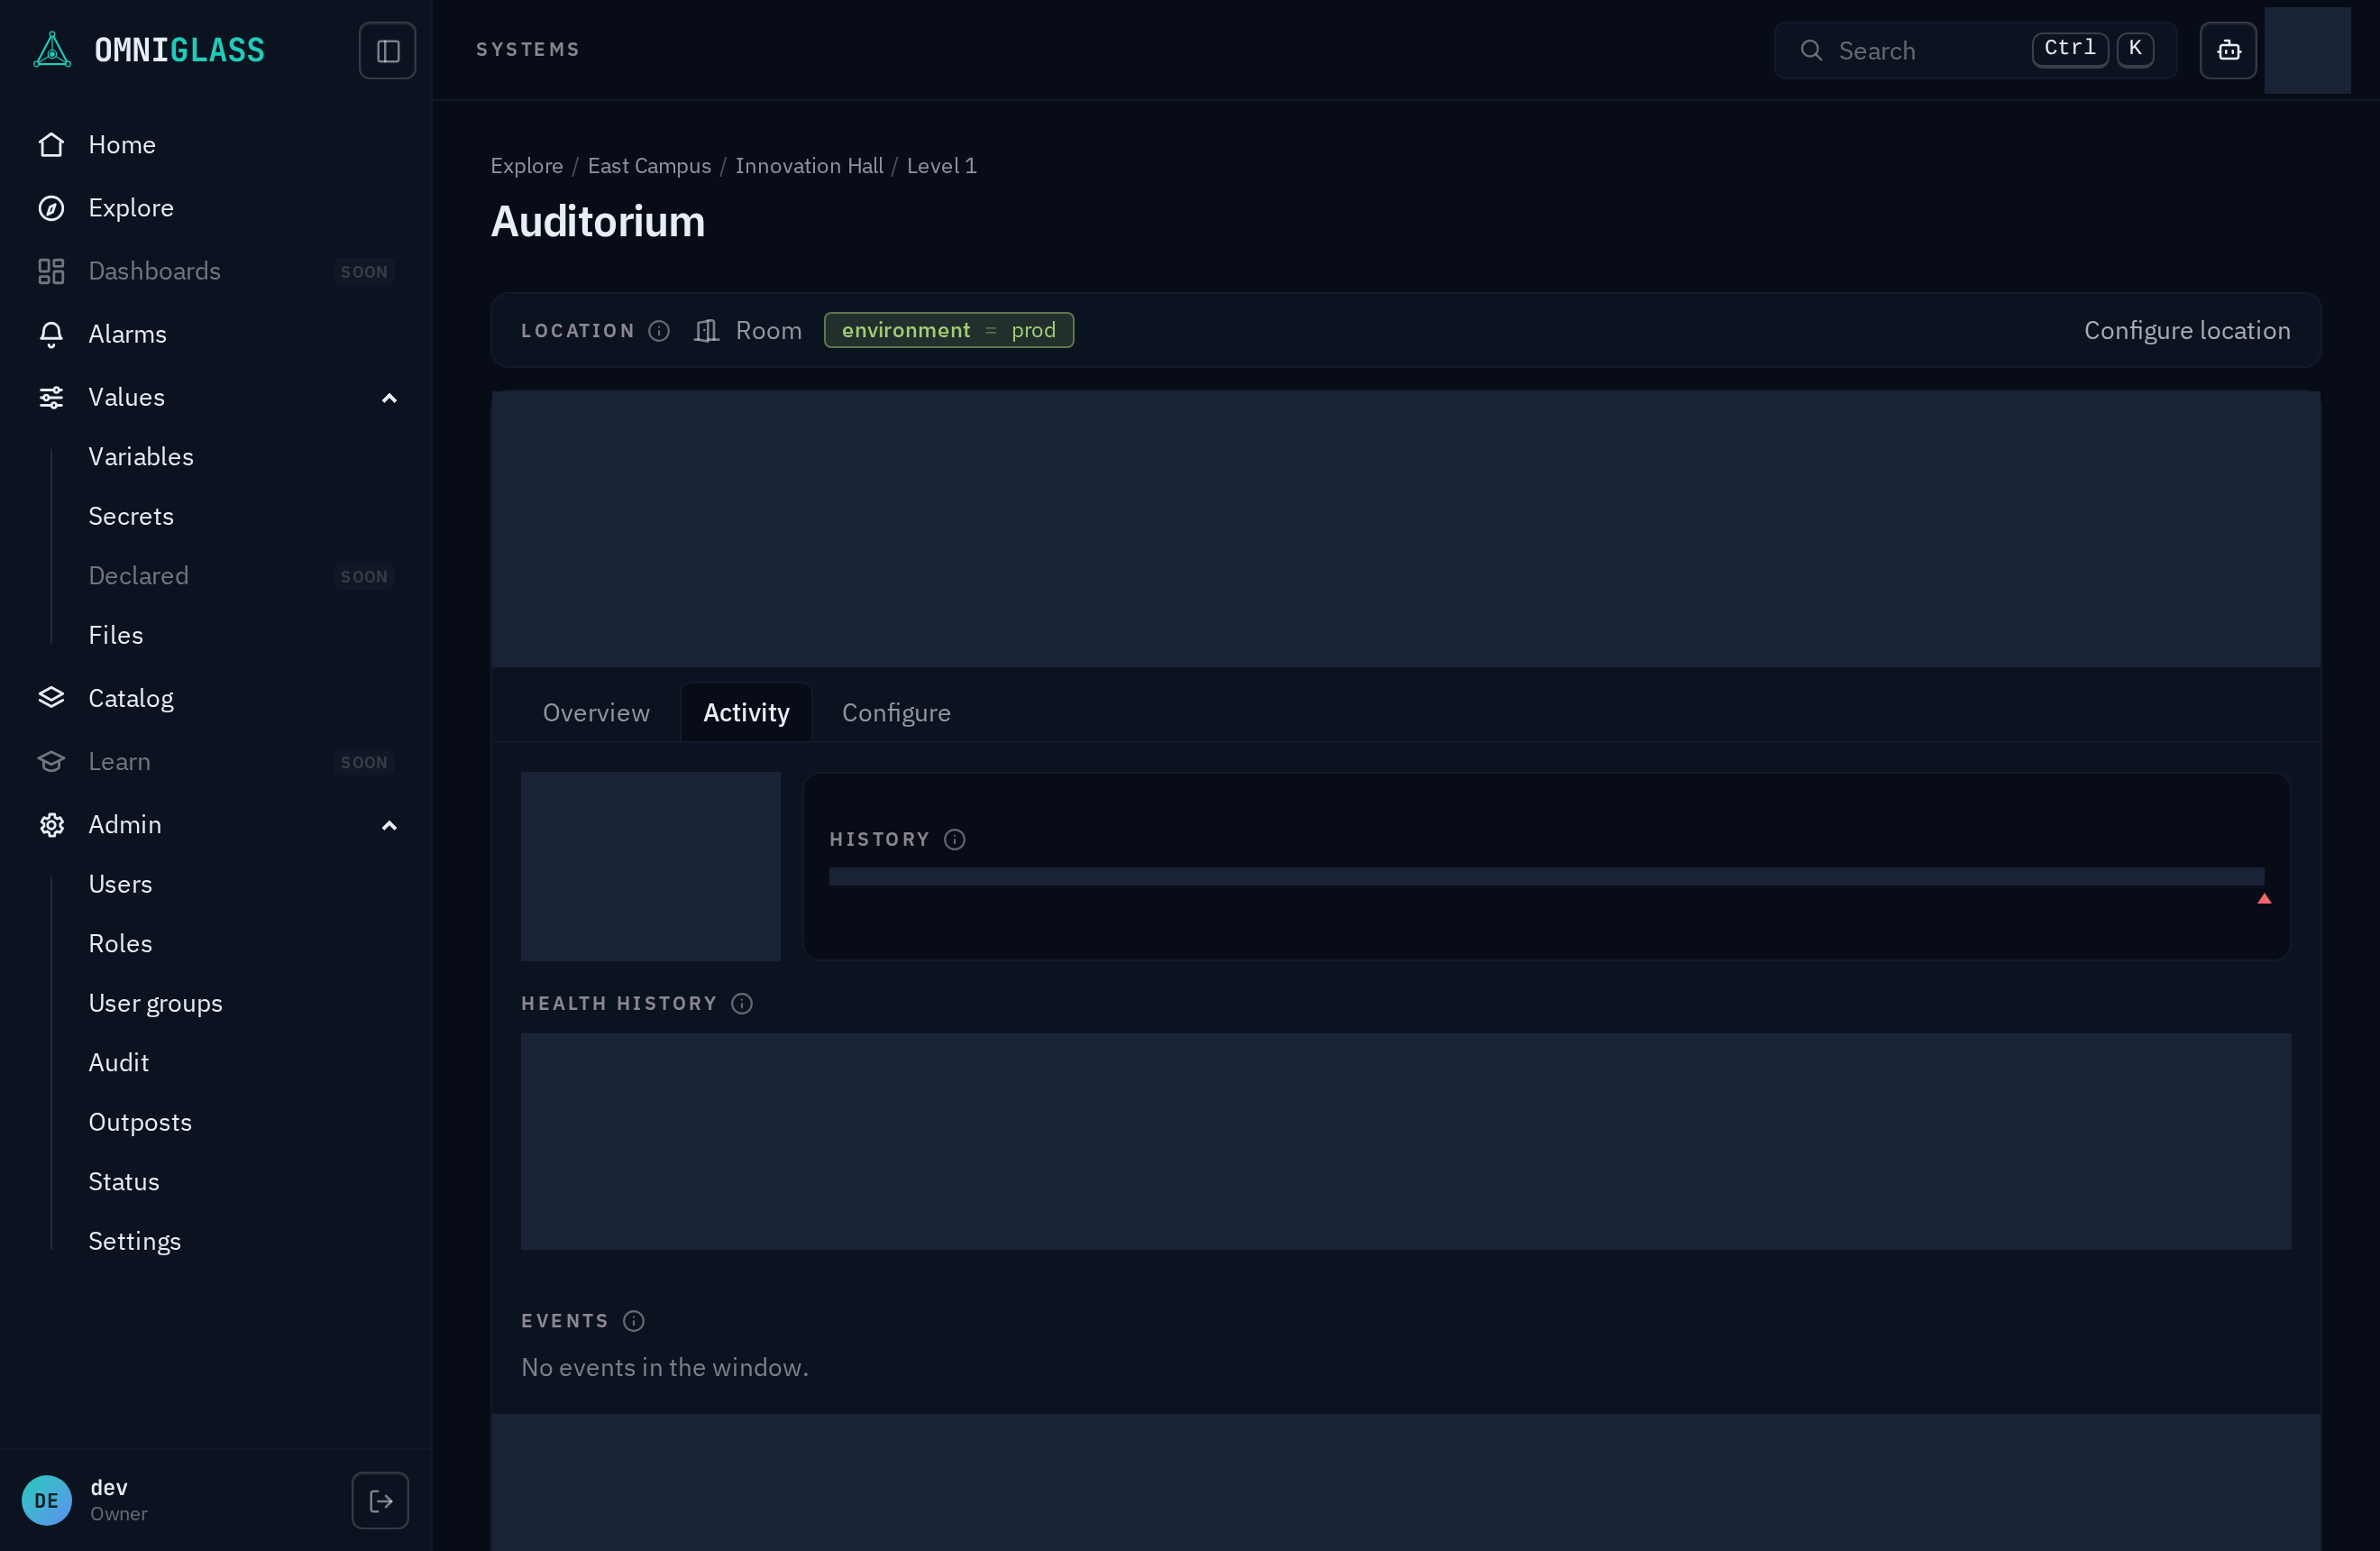 OMNIGLASS
SYSTEMS
Search Ctrl K
Home
Explore
Dashboards SOON
Alarms
Values
Variables
Secrets
Declared SOON
Files
Catalog
Learn SOON
Admin
Users
Roles
User groups
Audit
Outposts
Status
Settings
DE dev
Owner
Explore / East Campus / Innovation Hall / Level 1
Auditorium
LOCATION Room environment = prod Configure location
Overview Activity Configure
HISTORY
HEALTH HISTORY
EVENTS
No events in the window.